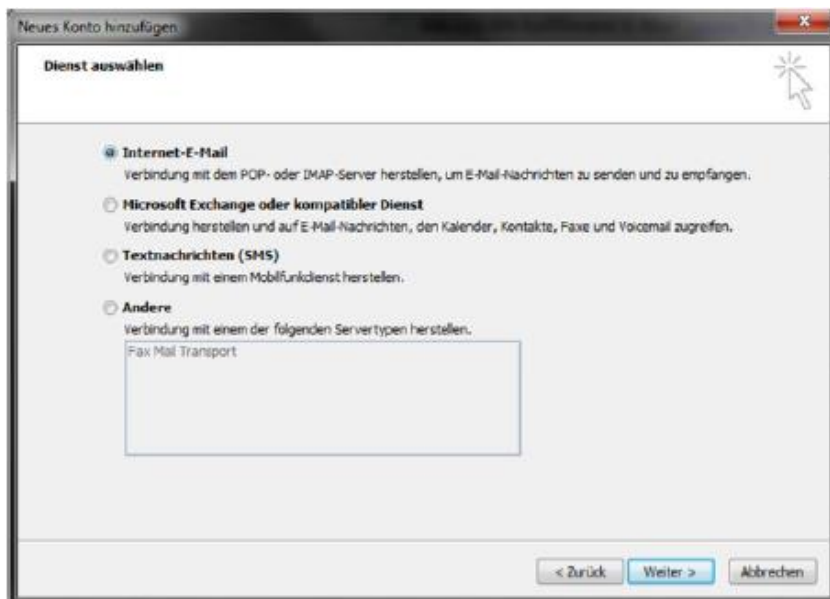 Neues Konto hinzufügen
Dienst auswählen
Internet-E-Mail
Verbindung mit dem POP- oder IMAP-Server herstellen, um E-Mail-Nachrichten zu senden und zu empfangen.
Microsoft Exchange oder kompatibler Dienst
Verbindung herstellen und auf E-Mail-Nachrichten, den Kalender, Kontakte, Faxe und Voicemail zugreifen.
Textnachrichten (SMS)
Verbindung mit einem Mobilfunkdienst herstellen.
Andere
Verbindung mit einem der folgenden Servertypen herstellen.
Fax Mail Transport
< Zurück Weiter > Abbrechen